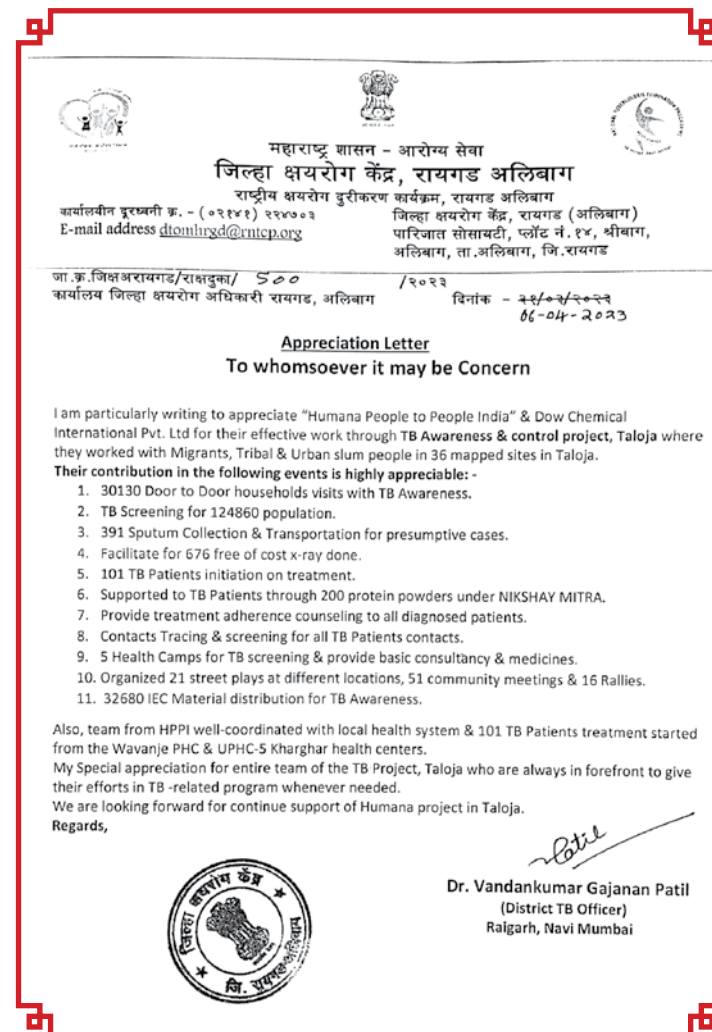 महाराष्ट्र शासन - आरोग्य सेवा
जिल्हा क्षयरोग केंद्र, रायगड अलिबाग
राष्ट्रीय क्षयरोग दुरीकरण कार्यक्रम, रायगड अलिबाग
कार्यालयीन दूरध्वनी क्र. - (०२१४१) २२४७०३
E-mail address dtomhrgd@rntcp.org
जिल्हा क्षयरोग केंद्र, रायगड (अलिबाग)
पारिजात सोसायटी, प्लॉट नं.१४, श्रीबाग,
अलिबाग, ता.अलिबाग, जि.रायगड
जा.क्र.जिक्षअरायगड/राक्षदुका/ 500 /२०२३
कार्यालय जिल्हा क्षयरोग अधिकारी रायगड, अलिबाग दिनांक -
06-04-2023
Appreciation Letter
To whomsoever it may be Concern
I am particularly writing to appreciate "Humana People to People India" & Dow Chemical
International Pvt. Ltd for their effective work through TB Awareness & control project, Taloja where
they worked with Migrants, Tribal & Urban slum people in 36 mapped sites in Taloja.
Their contribution in the following events is highly appreciable: -
1. 30130 Door to Door households visits with TB Awareness.
2. TB Screening for 124860 population.
3. 391 Sputum Collection & Transportation for presumptive cases.
4. Facilitate for 676 free of cost x-ray done.
5. 101 TB Patients initiation on treatment.
6. Supported to TB Patients through 200 protein powders under NIKSHAY MITRA.
7. Provide treatment adherence counseling to all diagnosed patients.
8. Contacts Tracing & screening for all TB Patients contacts.
9. 5 Health Camps for TB screening & provide basic consultancy & medicines.
10. Organized 21 street plays at different locations, 51 community meetings & 16 Rallies.
11. 32680 IEC Material distribution for TB Awareness.
Also, team from HPPI well-coordinated with local health system & 101 TB Patients treatment started
from the Wavanje PHC & UPHC-5 Kharghar health centers.
My Special appreciation for entire team of the TB Project, Taloja who are always in forefront to give
their efforts in TB -related program whenever needed.
We are looking forward for continue support of Humana project in Taloja.
Regards,
Patil
Dr. Vandankumar Gajanan Patil
(District TB Officer)
Raigarh, Navi Mumbai
जिल्हा क्षयरोग केंद्र
जि. रायगड-अलिबाग